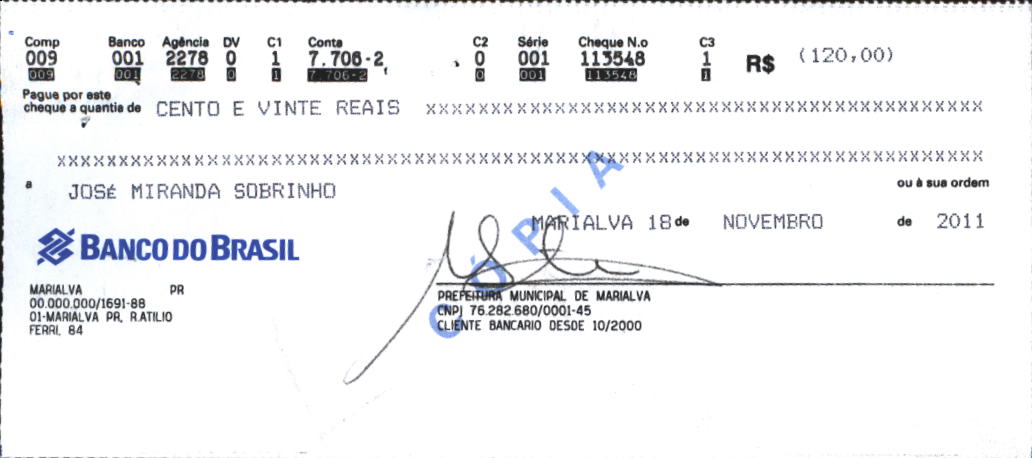 Comp Banco Agência DV C1 Conta C2 Série Cheque N.o C3
009 001 2278 0 1 7.706-2 0 001 113548 1 R$ (120,00)
009 001 2278 0 1 7.706-2 0 001 113548 1
Pague por este
cheque a quantia de CENTO E VINTE REAIS XXXXXXXXXXXXXXXXXXXXXXXXXXXXXXXXXXXXXXXXXXXXXXXXXXXXX
XXXXXXXXXXXXXXXXXXXXXXXXXXXXXXXXXXXXXXXXXXXXXXXXXXXXXXXXXXXXXXXXXXXXXXXXXXXXXXXXXXXXXXXX
a JOSÉ MIRANDA SOBRINHO ou à sua ordem
MARIALVA 18 de NOVEMBRO de 2011
BANCO DO BRASIL
MARIALVA PR
00.000.000/1691-88
01-MARIALVA PR, R.ATILIO
FERRI, 84
PREFEITURA MUNICIPAL DE MARIALVA
CNPJ 76.282.680/0001-45
CLIENTE BANCARIO DESDE 10/2000
CÓPIA